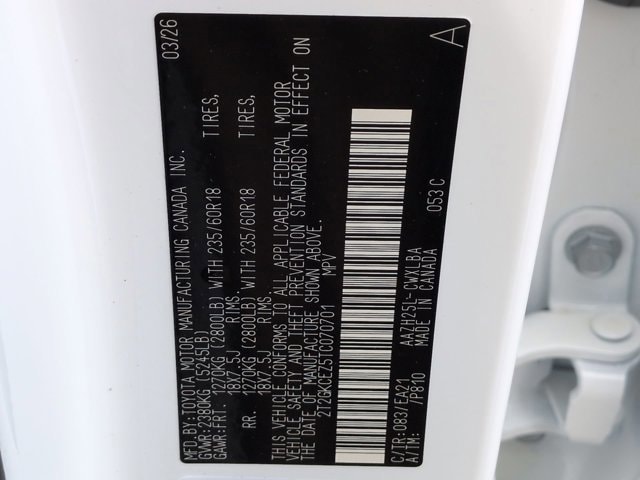 MFD.BY:TOYOTA MOTOR MANUFACTURING CANADA INC. 03/26
GVWR:2380KG (5245LB)
GAWR:FRT. 1270KG (2800LB) WITH 235/60R18 TIRES,
18X7.5J RIMS.
RR. 1270KG (2800LB) WITH 235/60R18 TIRES,
18X7.5J RIMS.
THIS VEHICLE CONFORMS TO ALL APPLICABLE FEDERAL MOTOR
VEHICLE SAFETY AND THEFT PREVENTION STANDARDS IN EFFECT ON
THE DATE OF MANUFACTURE SHOWN ABOVE.
2T2GKCEZ5TC070701 MPV
053C
C/TR:083/EA21 AAZH25L-CWXLBA
A/TM: /P810 MADE IN CANADA A